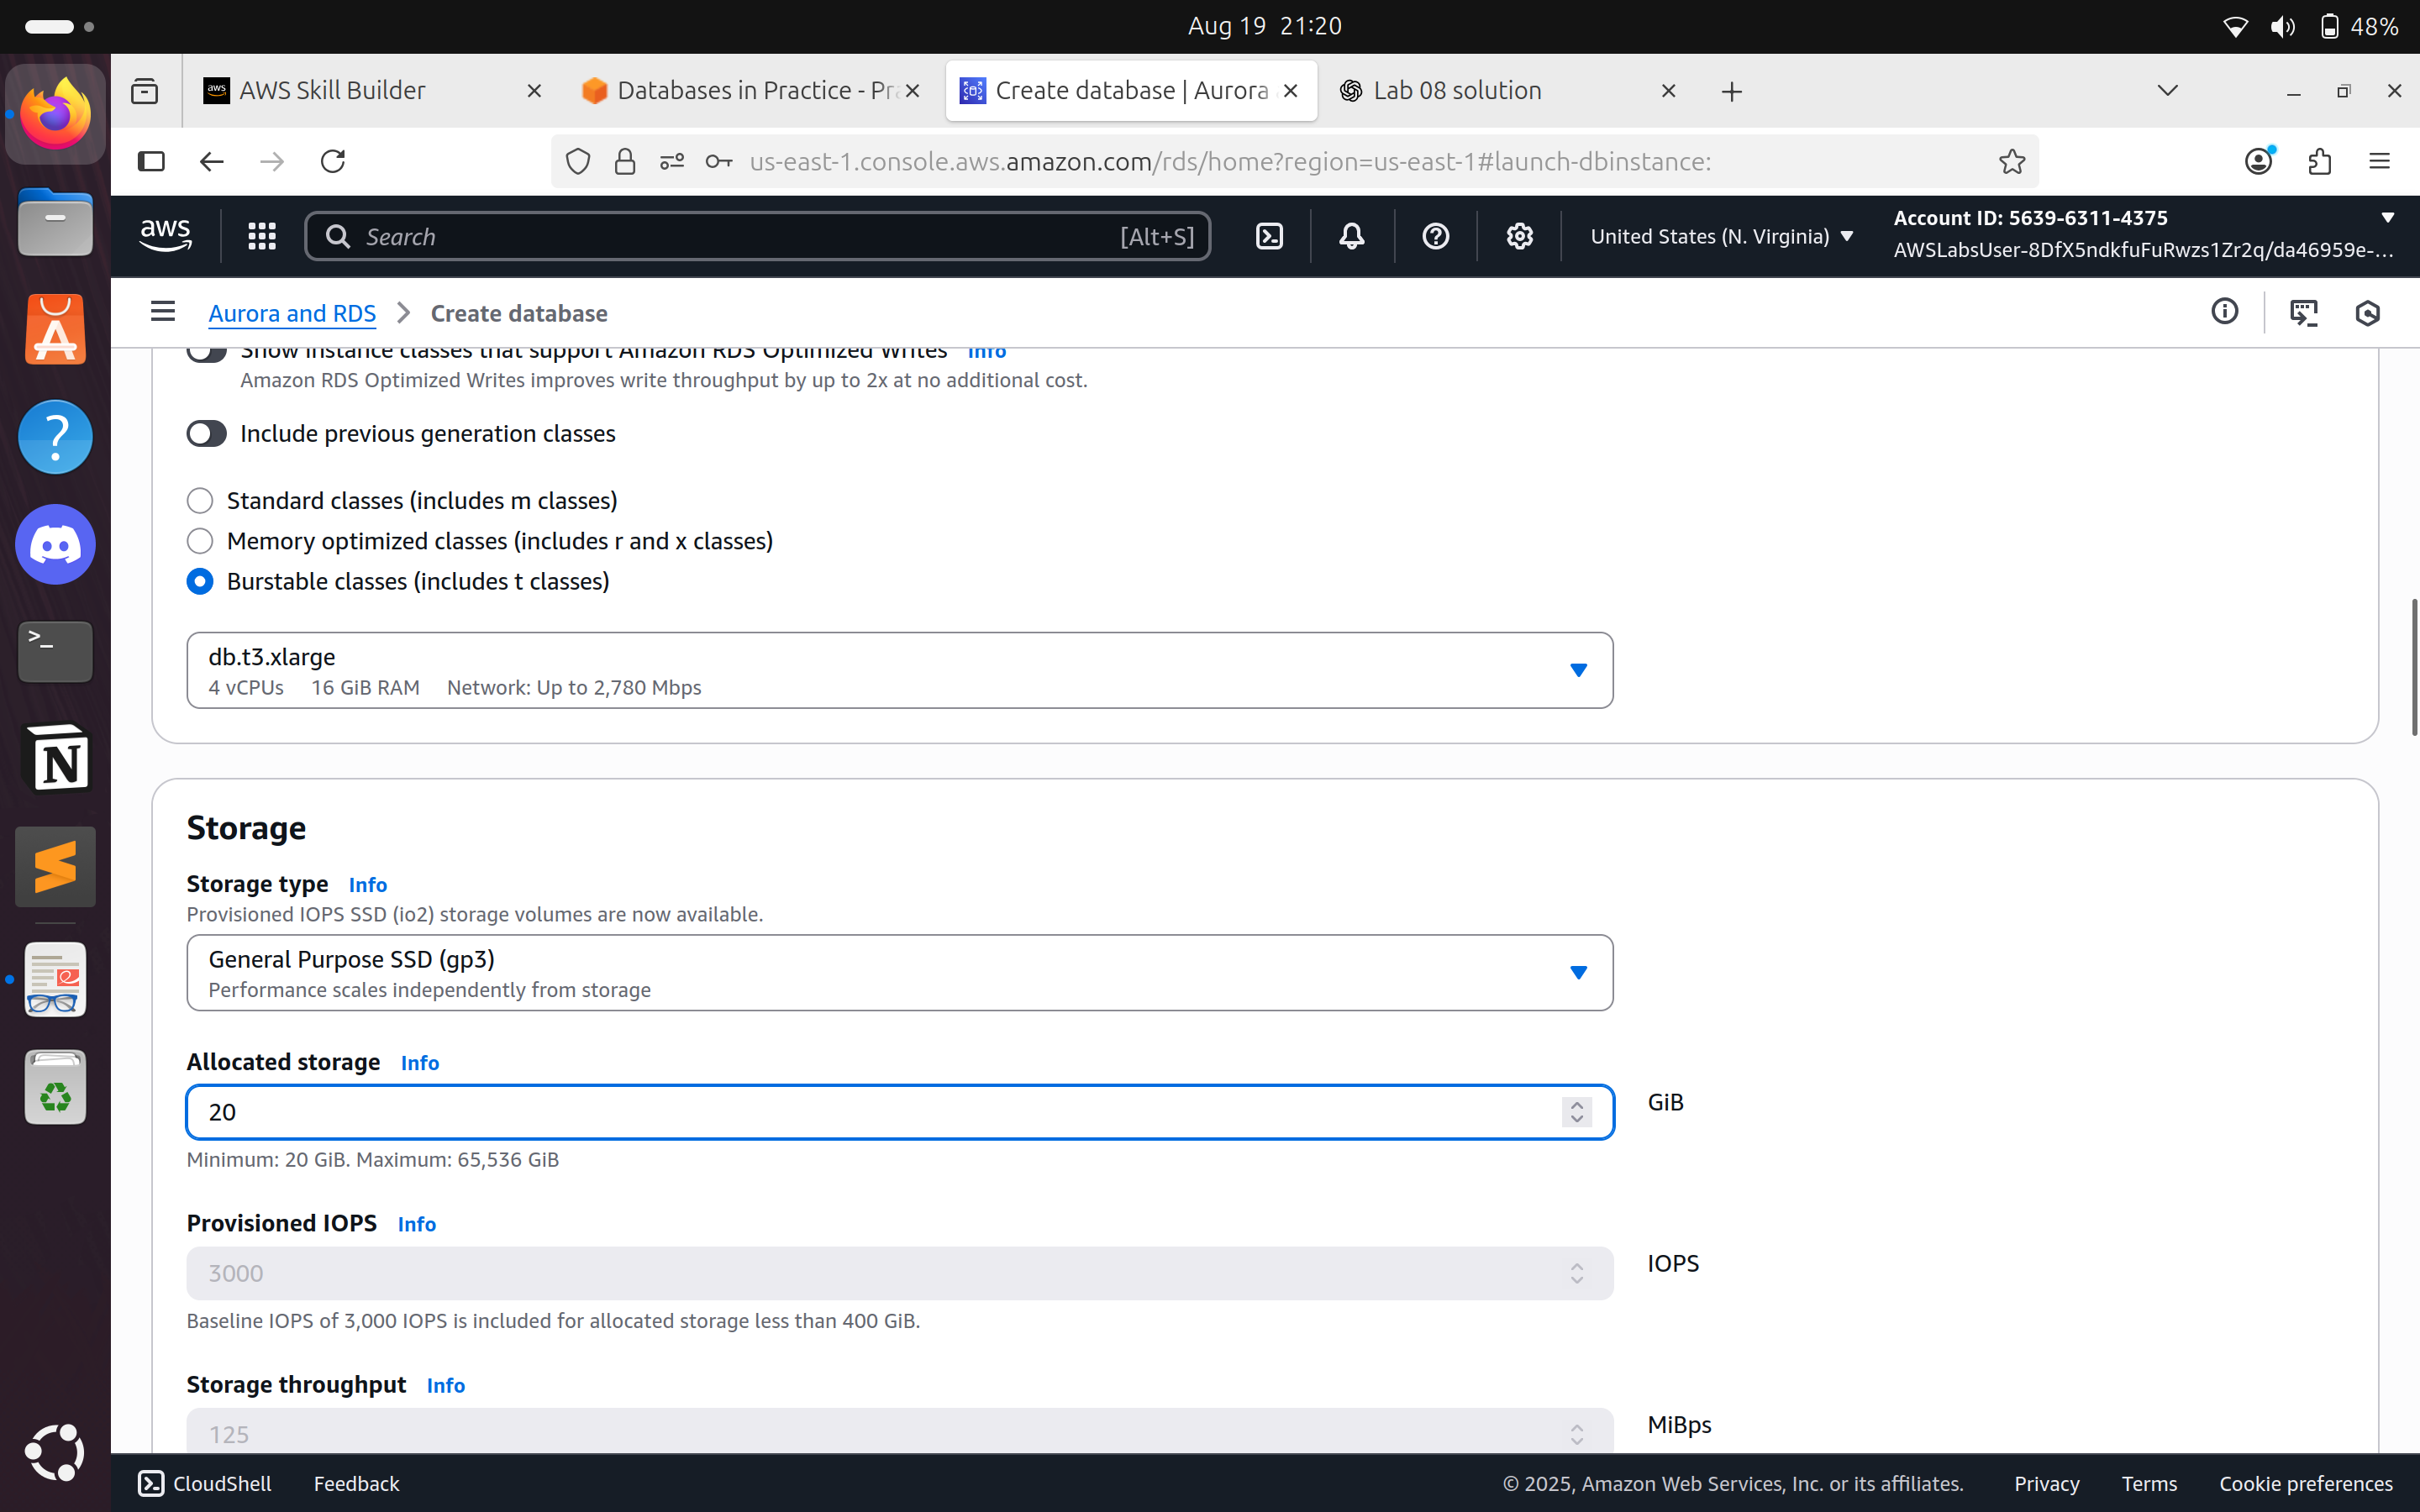 Aug 19 21:20
48%
AWS Skill Builder
Databases in Practice - Pra
Create database | Aurora
Lab 08 solution
us-east-1.console.aws.amazon.com/rds/home?region=us-east-1#launch-dbinstance:
aws
Search
[Alt+S]
United States (N. Virginia)
Account ID: 5639-6311-4375
AWSLabsUser-8DfX5ndkfuFuRwzs1Zr2q/da46959e-...
Aurora and RDS
Create database
Show instance classes that support Amazon RDS Optimized Writes Info
Amazon RDS Optimized Writes improves write throughput by up to 2x at no additional cost.
Include previous generation classes
Standard classes (includes m classes)
Memory optimized classes (includes r and x classes)
Burstable classes (includes t classes)
db.t3.xlarge
4 vCPUs 16 GiB RAM Network: Up to 2,780 Mbps
Storage
Storage type Info
Provisioned IOPS SSD (io2) storage volumes are now available.
General Purpose SSD (gp3)
Performance scales independently from storage
Allocated storage Info
20
GiB
Minimum: 20 GiB. Maximum: 65,536 GiB
Provisioned IOPS Info
3000
IOPS
Baseline IOPS of 3,000 IOPS is included for allocated storage less than 400 GiB.
Storage throughput Info
125
MiBps
CloudShell
Feedback
© 2025, Amazon Web Services, Inc. or its affiliates.
Privacy
Terms
Cookie preferences